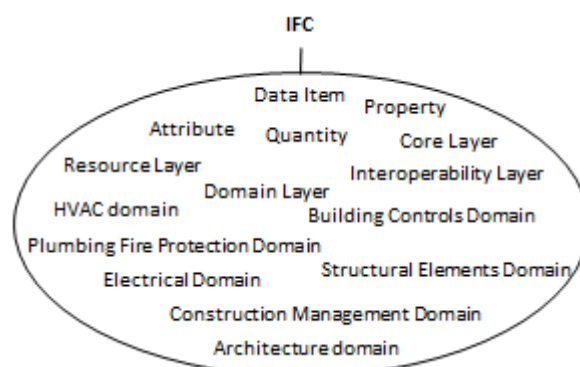 IFC
Data Item
Property
Attribute
Quantity
Core Layer
Resource Layer
Interoperability Layer
Domain Layer
HVAC domain
Building Controls Domain
Plumbing Fire Protection Domain
Structural Elements Domain
Electrical Domain
Construction Management Domain
Architecture domain